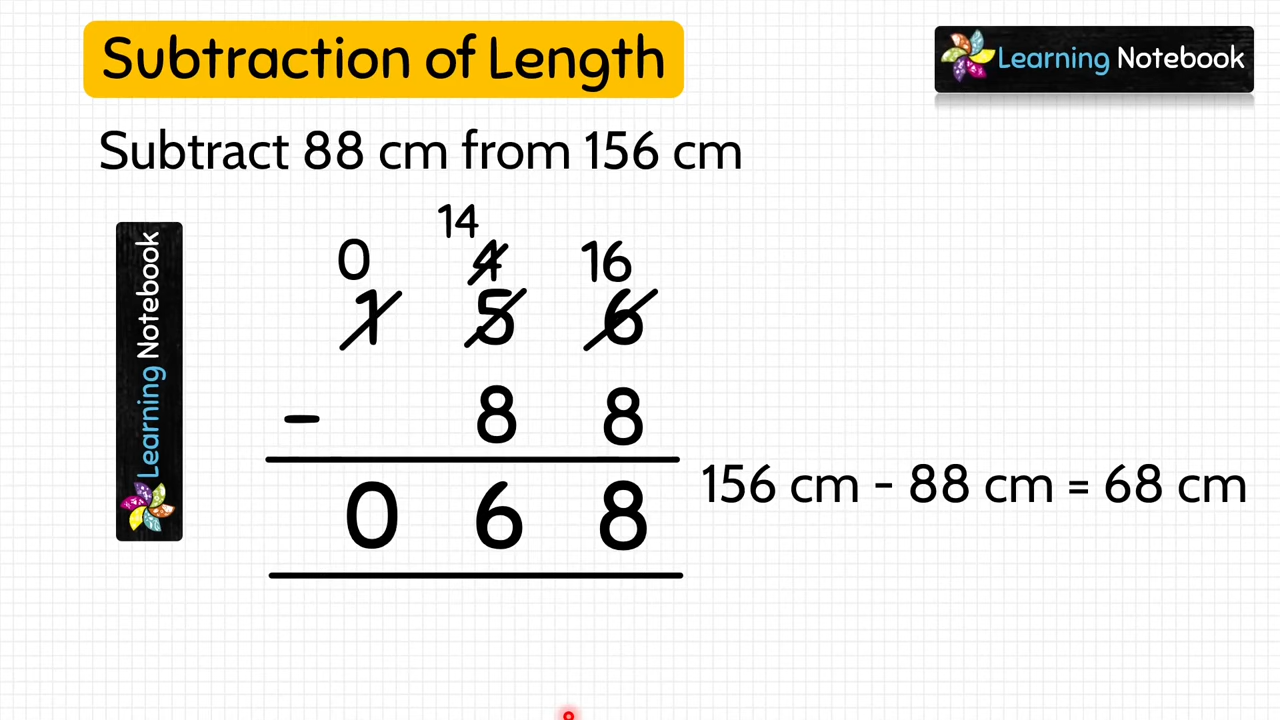 Subtraction of Length
Learning Notebook
Subtract 88 cm from 156 cm
Learning Notebook
14
0 4 16
1 5 6
- 8 8
0 6 8
156 cm - 88 cm = 68 cm